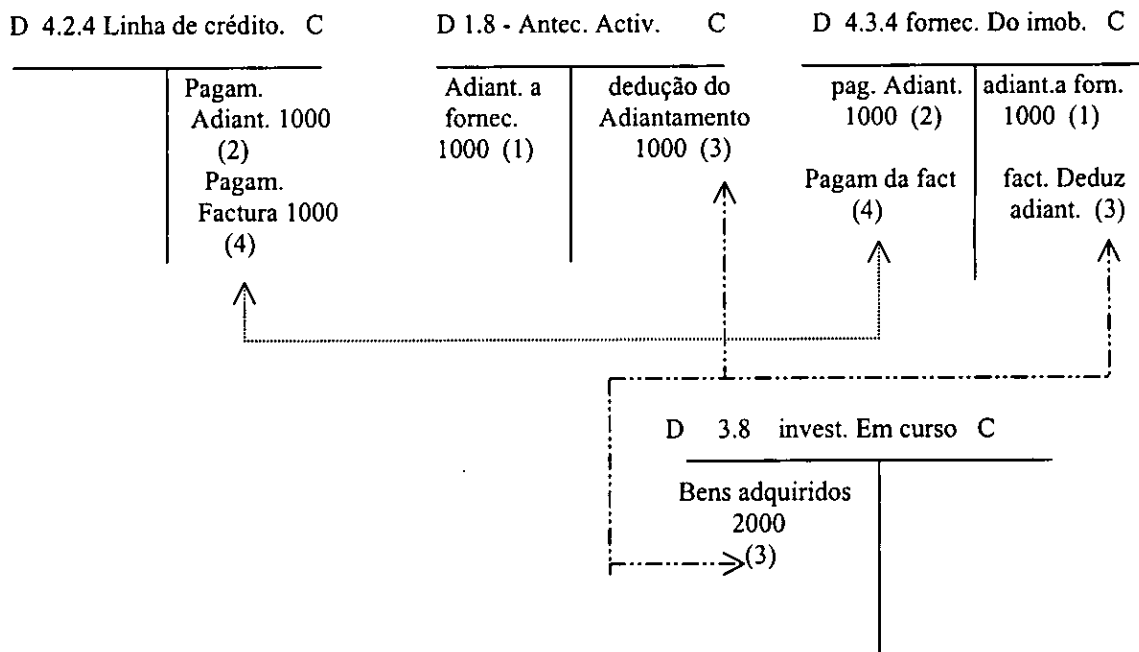 D 4.2.4 Linha de crédito. C
D 1.8 - Antec. Activ. C
D 4.3.4 fornec. Do imob. C
Pagam.
Adiant. 1000
(2)
Pagam.
Factura 1000
(4)
Adiant. a
fornec.
1000 (1)
dedução do
Adiantamento
1000 (3)
pag. Adiant.
1000 (2)
Pagam da fact
(4)
adiant.a forn.
1000 (1)
fact. Deduz
adiant. (3)
D 3.8 invest. Em curso C
Bens adquiridos
2000
(3)